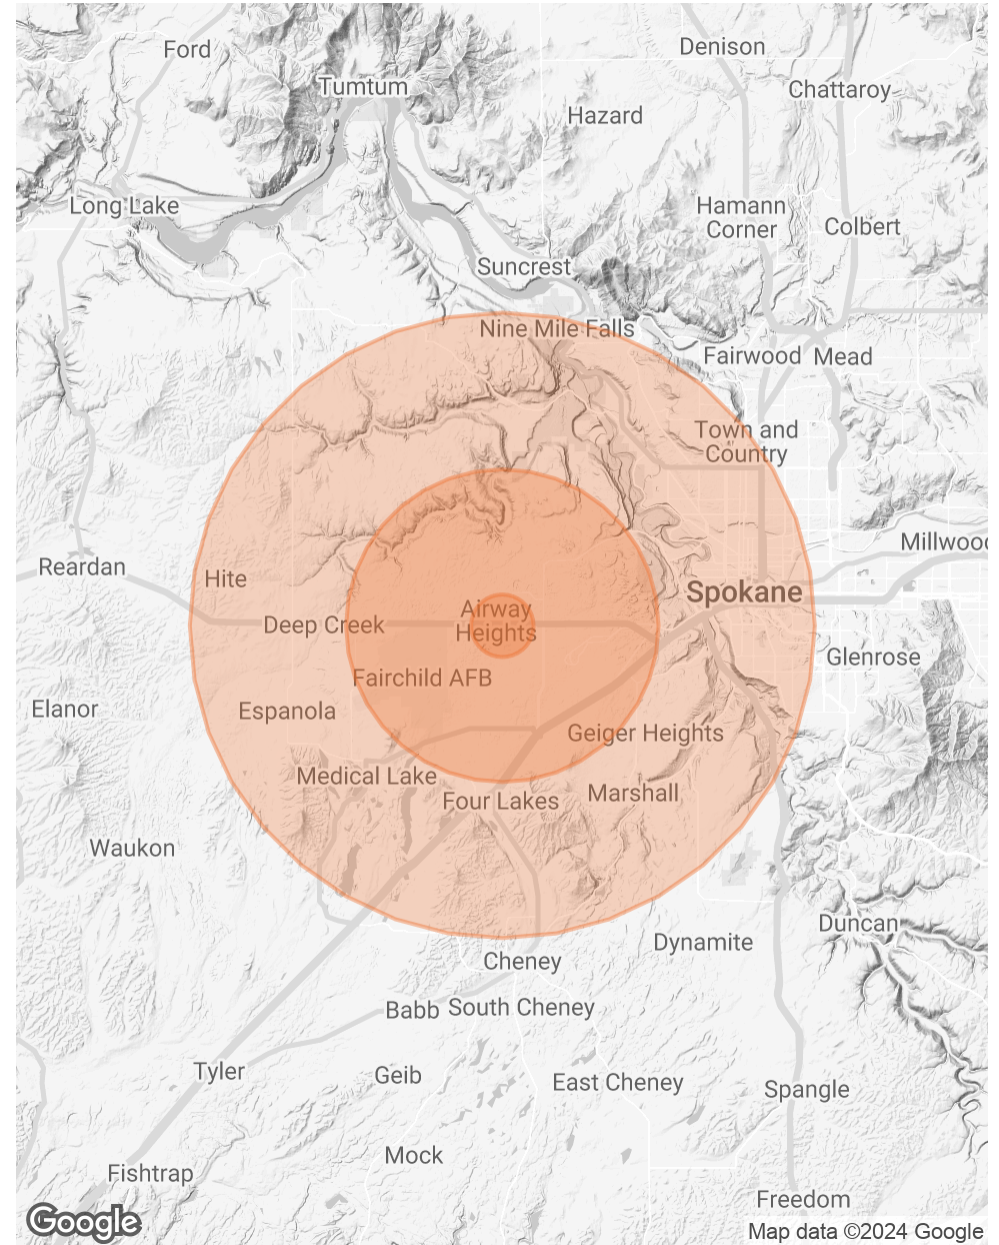 Ford
Denison
Tumtum
Chattaroy
Hazard
Long Lake
Hamann
Corner
Colbert
Suncrest
Nine Mile Falls
Fairwood
Mead
Town and
Country
Millwood
Reardan
Hite
Spokane
Airway
Heights
Deep Creek
Glenrose
Fairchild AFB
Elanor
Espanola
Geiger Heights
Medical Lake
Four Lakes
Marshall
Waukon
Duncan
Dynamite
Cheney
Babb
South Cheney
Tyler
Geib
East Cheney
Spangle
Mock
Fishtrap
Freedom
Google
Map data ©2024 Google